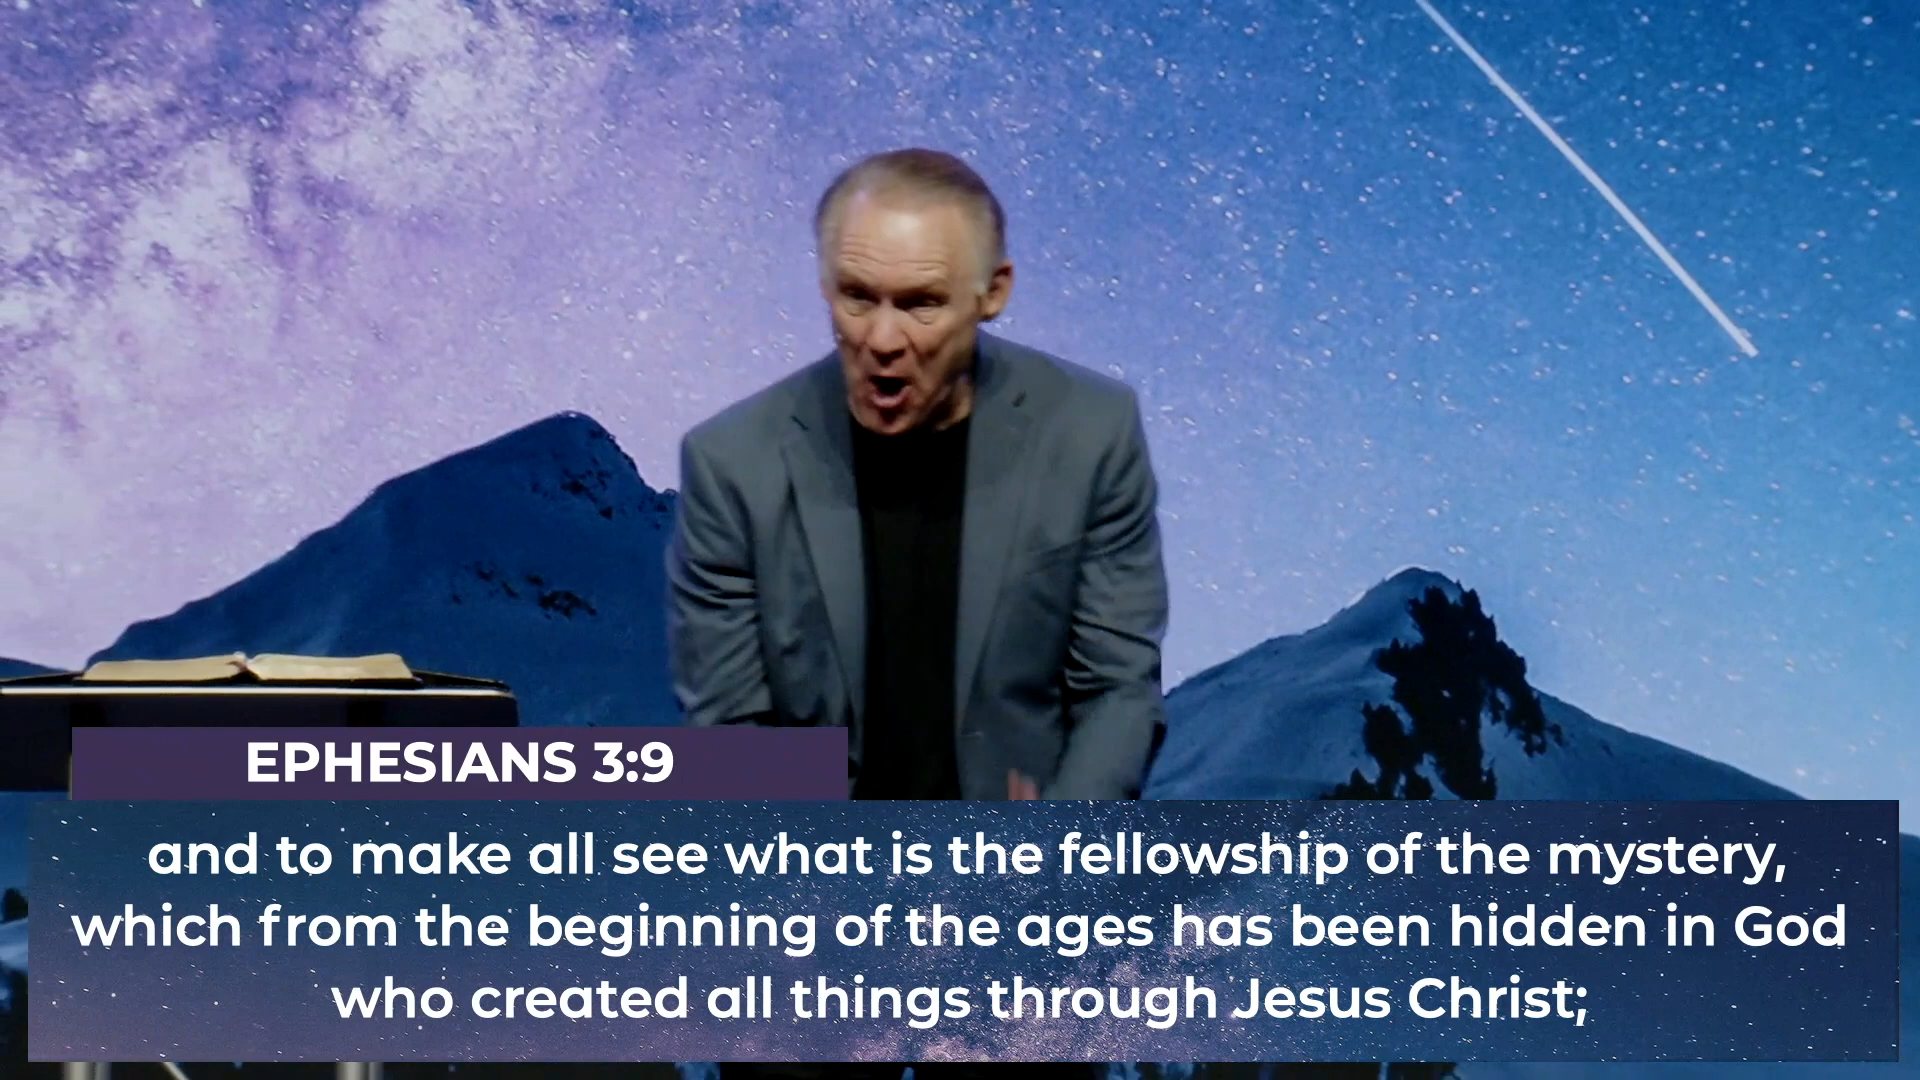 EPHESIANS 3:9
and to make all see what is the fellowship of the mystery,
which from the beginning of the ages has been hidden in God
who created all things through Jesus Christ;